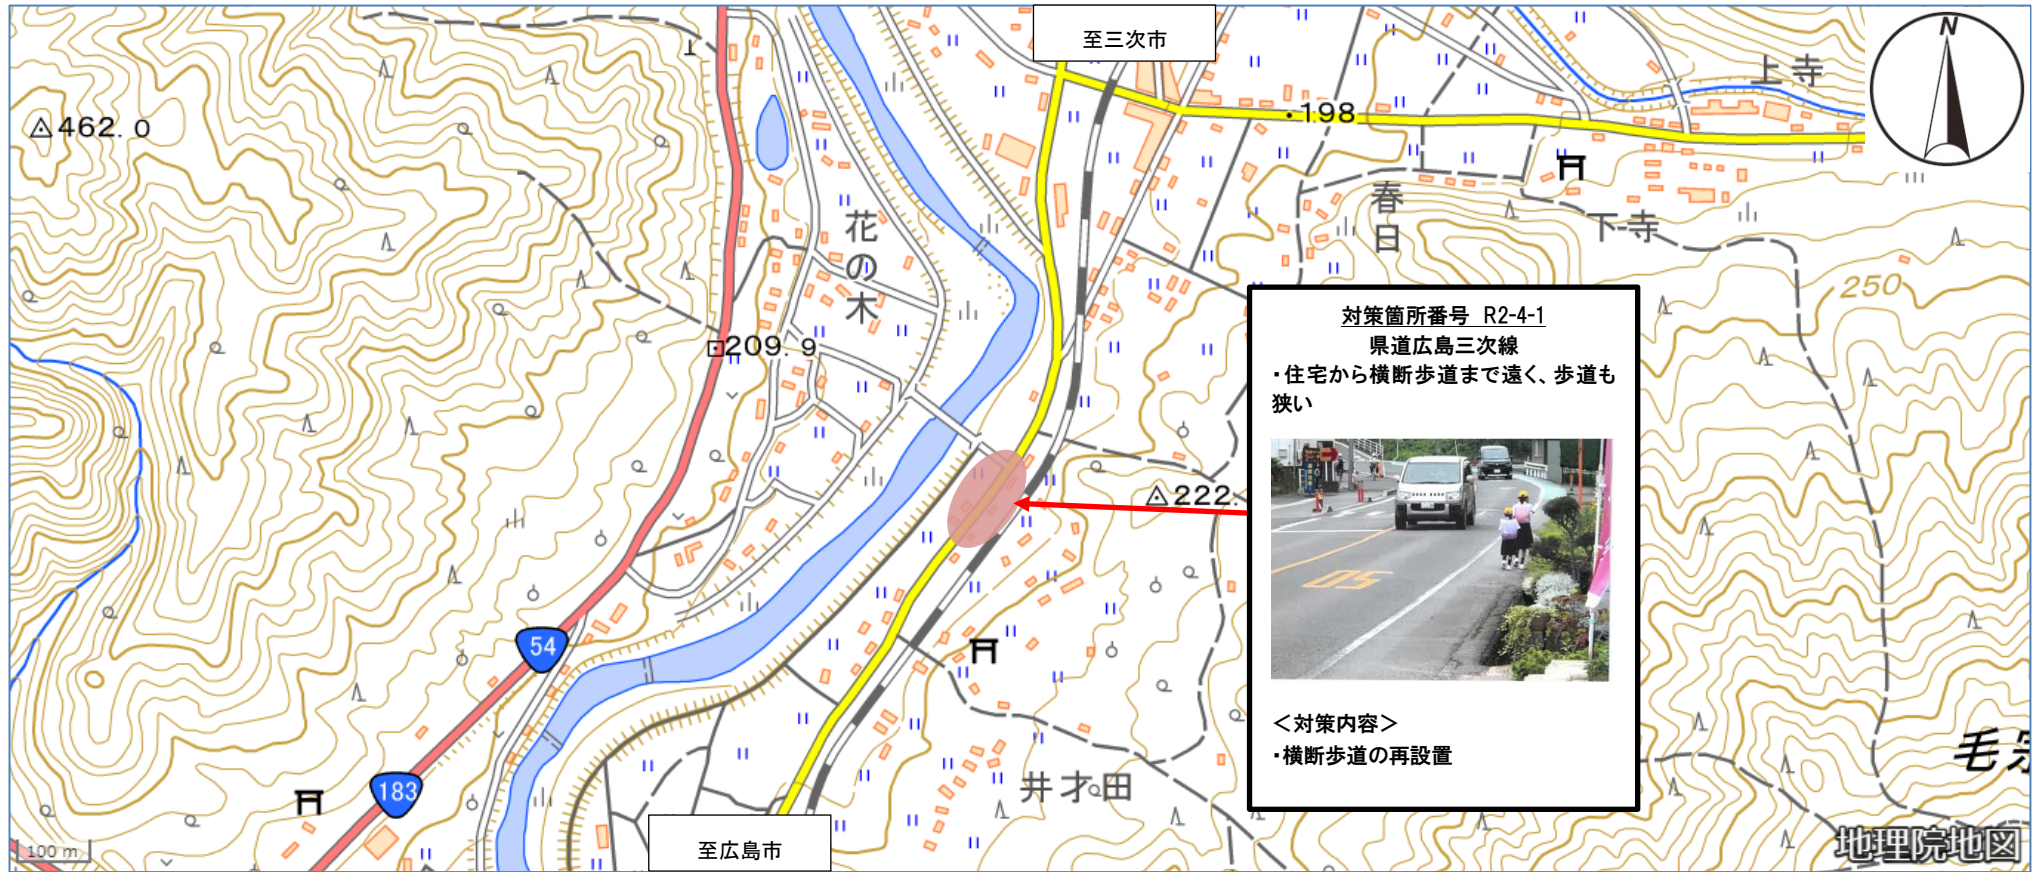 至三次市
N
上寺
462.0
198
春日
下寺
花の木
250
209.9
対策箇所番号 R2-4-1
県道広島三次線
・住宅から横断歩道まで遠く、歩道も
狭い
50
＜対策内容＞
・横断歩道の再設置
222.
54
183
井才田
至広島市
100 m
地理院地図